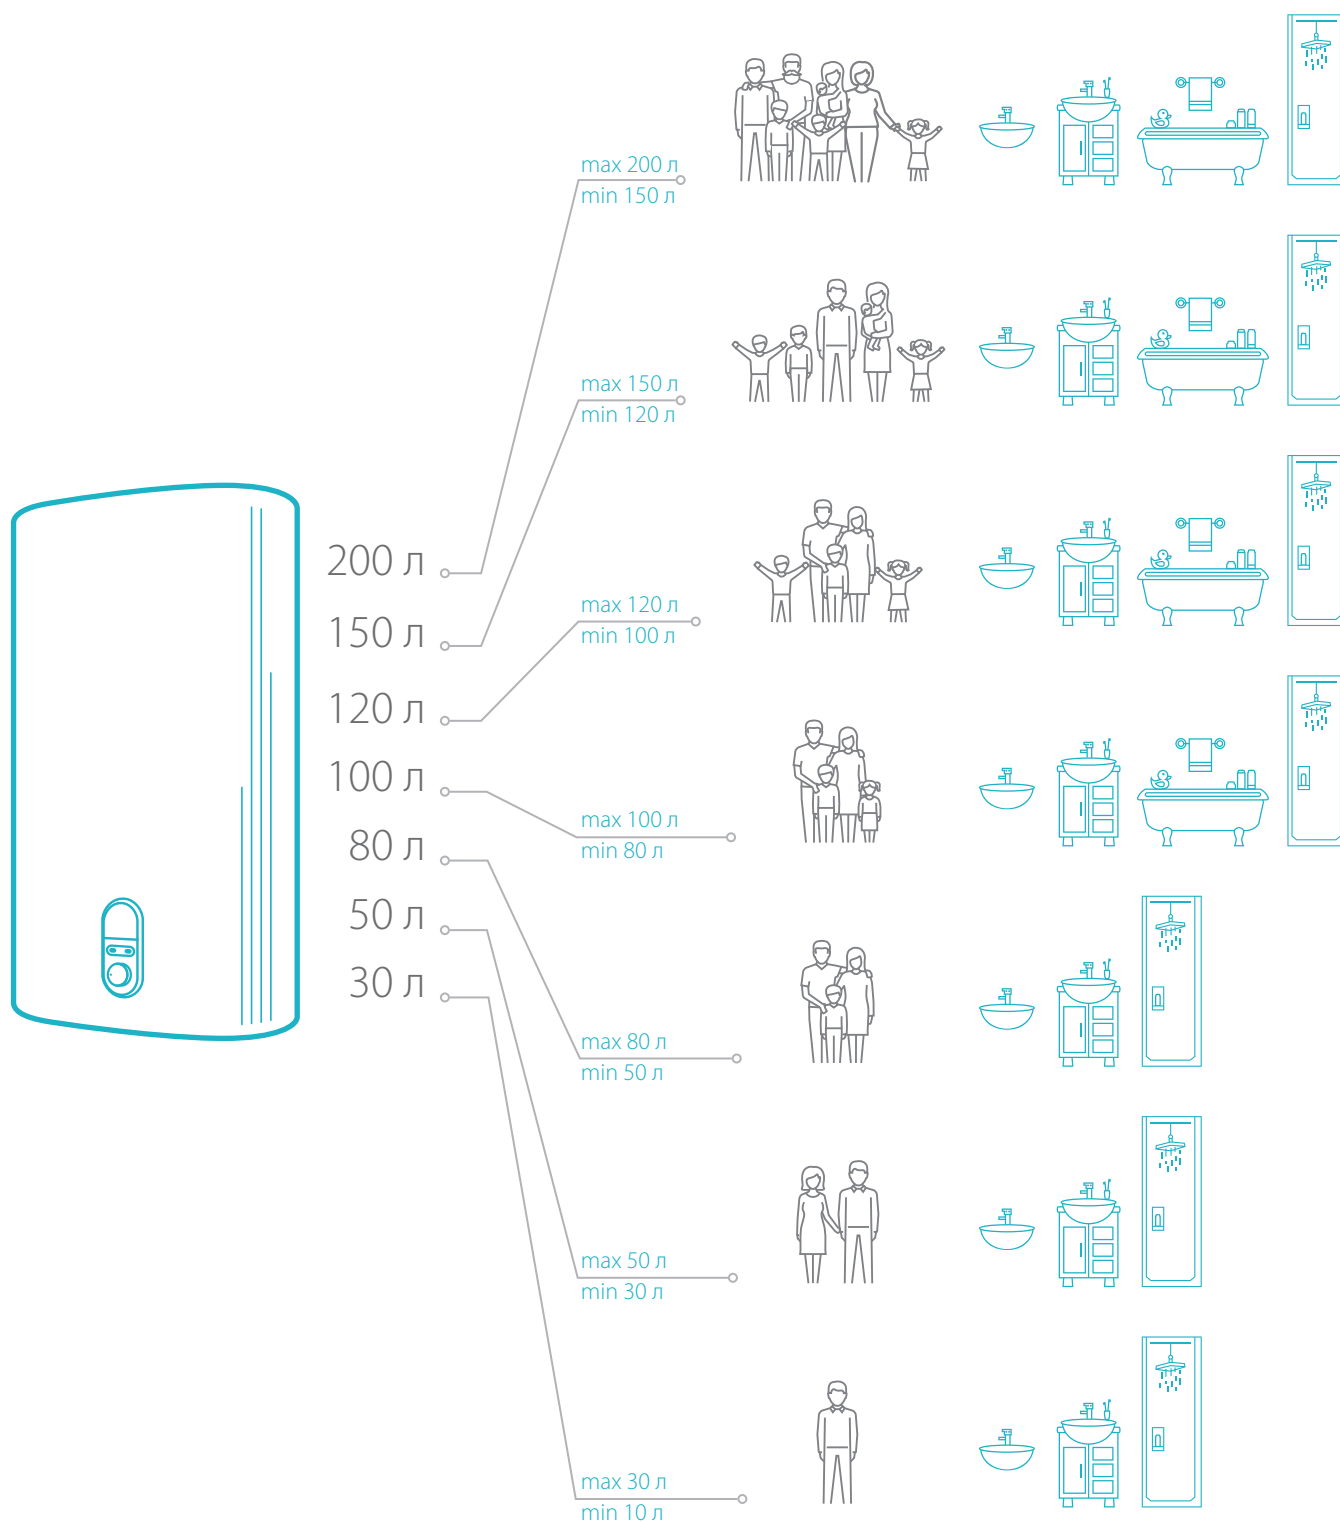 200 л
150 л
120 л
100 л
80 л
50 л
30 л
max 200 л
min 150 л
max 150 л
min 120 л
max 120 л
min 100 л
max 100 л
min 80 л
max 80 л
min 50 л
max 50 л
min 30 л
max 30 л
min 10 л